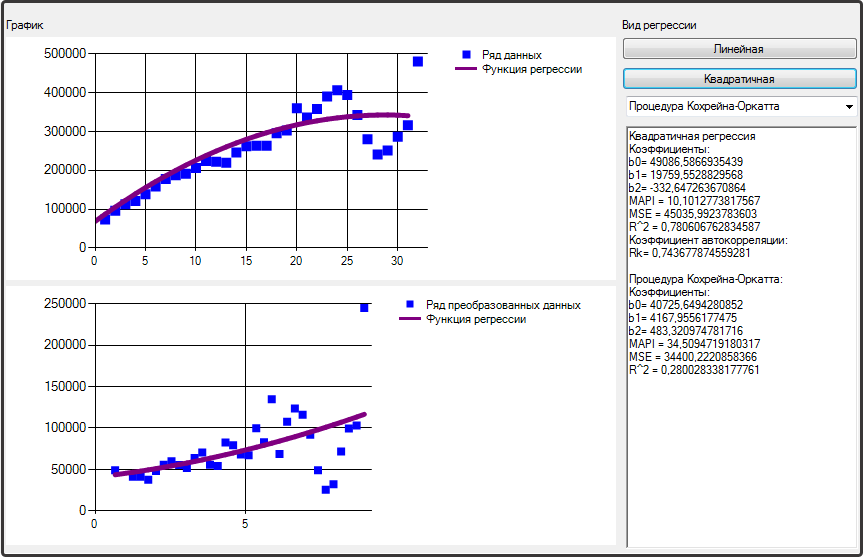 График
500000
400000
300000
200000
100000
0
0 5 10 15 20 25 30
Ряд данных
Функция регрессии
250000
200000
150000
100000
50000
0
0 5
Ряд преобразованных данных
Функция регрессии
Вид регрессии
Линейная
Квадратичная
Процедура Кохрейна-Оркатта
Квадратичная регрессия
Коэффициенты:
b0= 49086,5866935439
b1= 19759,5528829568
b2= -332,647263670864
MAPI = 10,1012773817567
MSE = 45035,9923783603
R^2 = 0,780606762834587
Коэффициент автокорреляции:
Rk= 0,743677874559281
Процедура Кохрейна-Оркатта:
Коэффициенты:
b0= 40725,6494280852
b1= 4167,9556177475
b2= 483,320974781716
MAPI = 34,5094719180317
MSE = 34400,2220858366
R^2 = 0,280028338177761